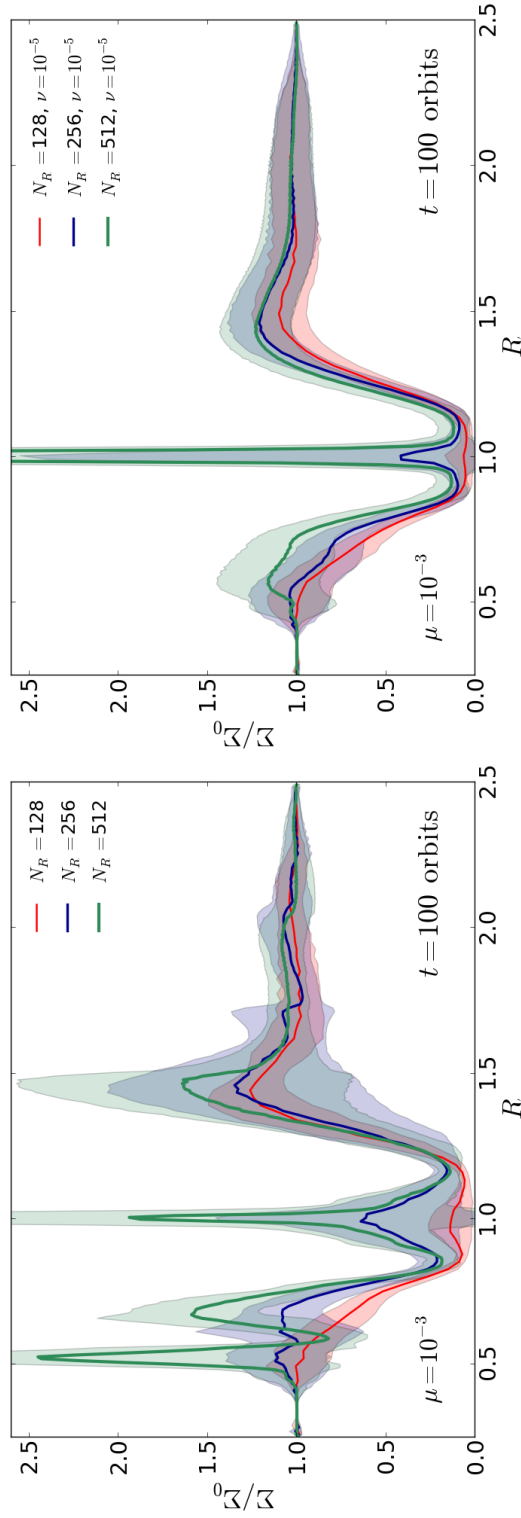 2.5
2.0
1.5
1.0
0.5
0.0
Σ/Σ₀
N_R = 128
N_R = 256
N_R = 512
μ = 10⁻³
t = 100 orbits
0.5
1.0
1.5
2.0
2.5
R
2.5
2.0
1.5
1.0
0.5
0.0
Σ/Σ₀
N_R = 128, ν = 10⁻⁵
N_R = 256, ν = 10⁻⁵
N_R = 512, ν = 10⁻⁵
μ = 10⁻³
t = 100 orbits
0.5
1.0
1.5
2.0
2.5
R